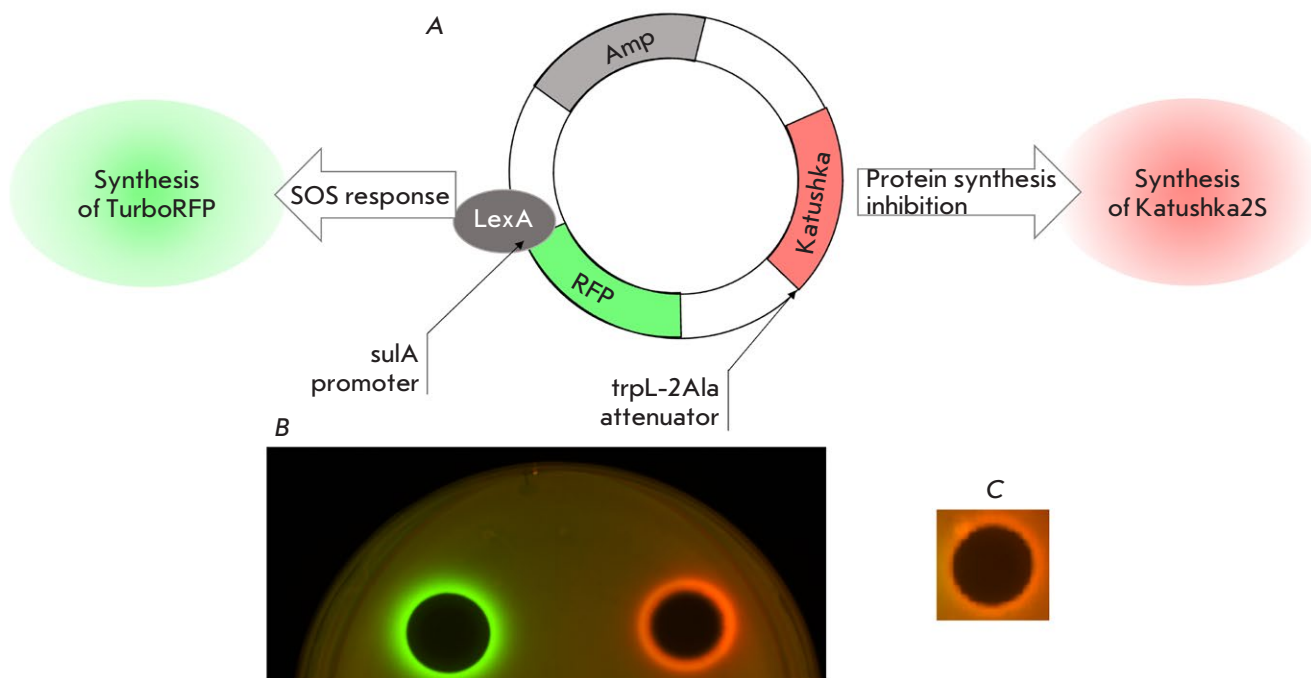 A
Amp
Synthesis
of TurboRFP
SOS response
LexA
RFP
Katushka
Protein synthesis
inhibition
Synthesis
of Katushka2S
sulA
promoter
trpL-2Ala
attenuator
B
C